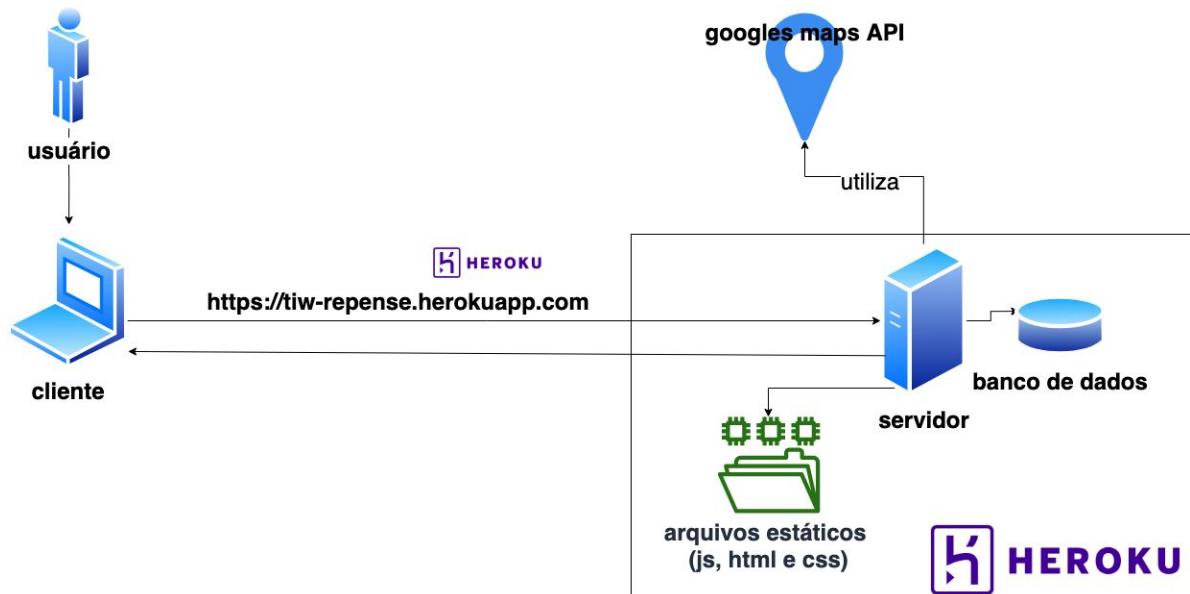 googles maps API
usuário
utiliza
HEROKU
https://tiw-repense.herokuapp.com
cliente
banco de dados
servidor
arquivos estáticos
(js, html e css)
HEROKU